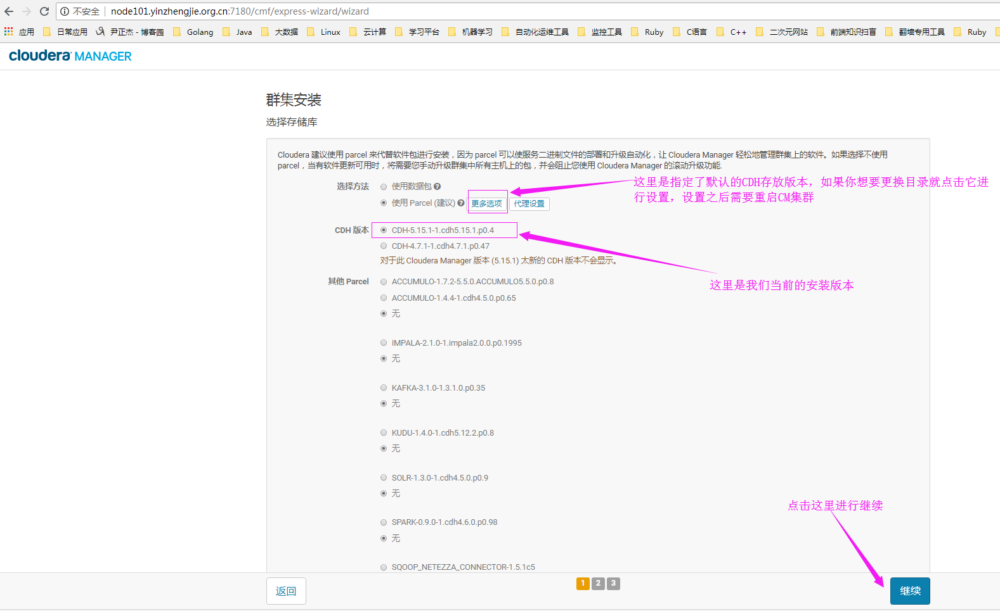 不安全 node101.yinzhengjie.org.cn:7180/cmf/express-wizard/wizard
应用 日常应用 尹正杰 - 博客园 Golang Java 大数据 Linux 云计算 学习平台 机器学习 自动化运维工具 监控工具 Ruby C语言 C++ 二次元网站 前端知识扫盲 翻墙专用工具 Ruby
cloudera MANAGER
群集安装
选择存储库
Cloudera 建议使用 parcel 来代替软件包进行安装，因为 parcel 可以使服务二进制文件的部署和升级自动化，让 Cloudera Manager 轻松地管理群集上的软件。如果选择不使用
parcel，当有软件更新可用时，将需要您手动升级群集中所有主机上的包，并会阻止您使用 Cloudera Manager 的滚动升级功能.
选择方法 使用数据包
使用 Parcel (建议) 更多选项 代理设置
这里是指定了默认的CDH存放版本，如果你想要更换目录就点击它进
行设置，设置之后需要重启CM集群
CDH 版本 CDH-5.15.1-1.cdh5.15.1.p0.4
CDH-4.7.1-1.cdh4.7.1.p0.47
对于此 Cloudera Manager 版本 (5.15.1) 太新的 CDH 版本不会显示。
这里是我们当前的安装版本
其他 Parcel ACCUMULO-1.7.2-5.5.0.ACCUMULO5.5.0.p0.8
ACCUMULO-1.4.4-1.cdh4.5.0.p0.65
无
IMPALA-2.1.0-1.impala2.0.0.p0.1995
无
KAFKA-3.1.0-1.3.1.0.p0.35
无
KUDU-1.4.0-1.cdh5.12.2.p0.8
无
SOLR-1.3.0-1.cdh4.5.0.p0.9
无
点击这里进行继续
SPARK-0.9.0-1.cdh4.6.0.p0.98
无
SQOOP_NETEZZA_CONNECTOR-1.5.1c5
返回 1 2 3 继续